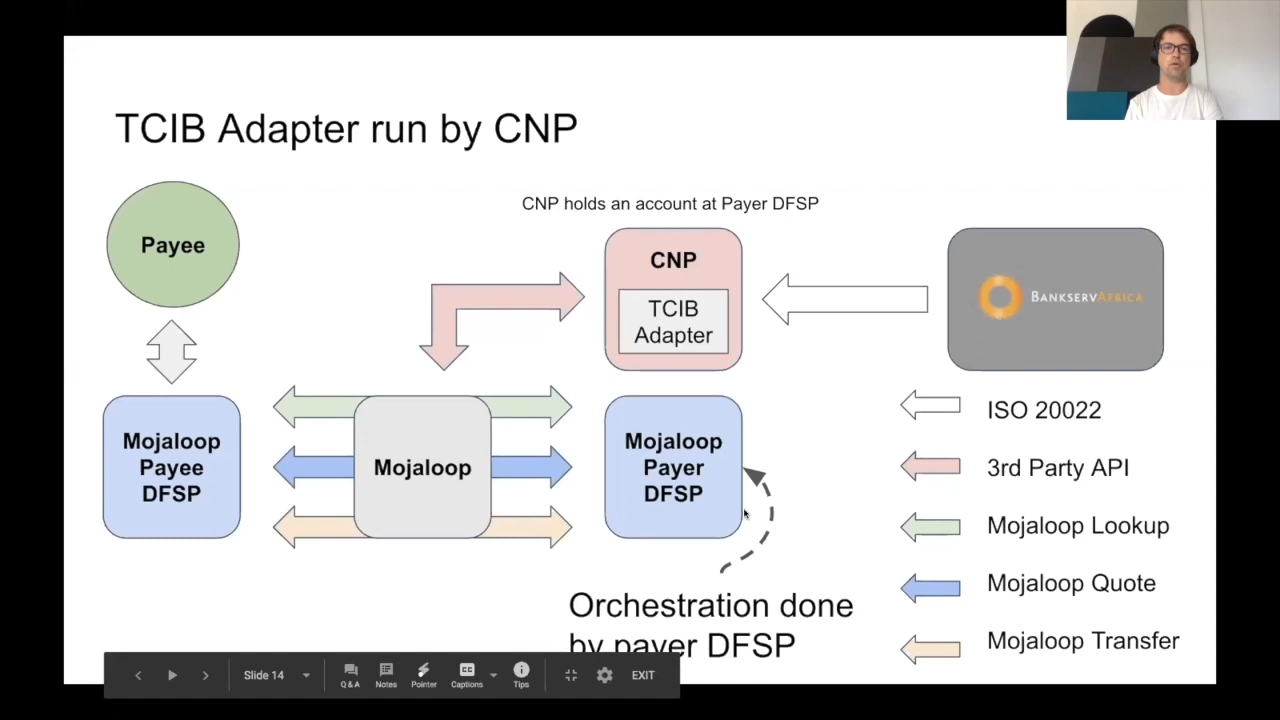 TCIB Adapter run by CNP
Payee
CNP holds an account at Payer DFSP
CNP
TCIB
Adapter
BANKSERVAFRICA
Mojaloop
Payee
DFSP
Mojaloop
Mojaloop
Payer
DFSP
ISO 20022
3rd Party API
Mojaloop Lookup
Mojaloop Quote
Mojaloop Transfer
Orchestration done
by payer DFSP
Slide 14
Q&A
Notes
Pointer
CC
Captions
Tips
EXIT